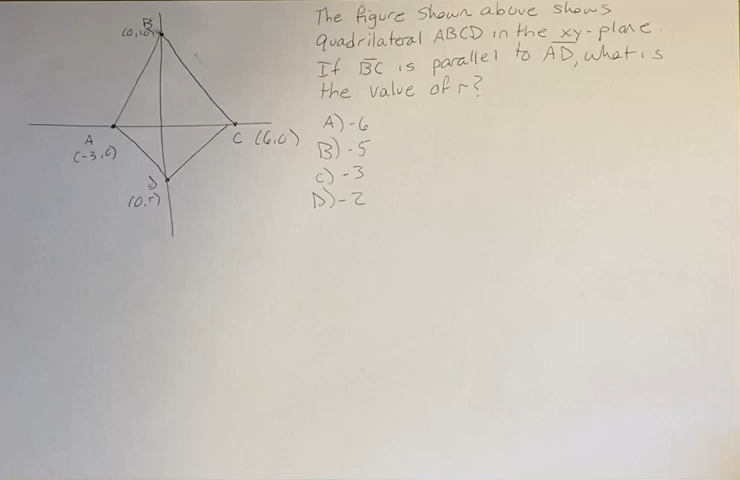 The figure shown above shows
quadrilateral ABCD in the xy-plane.
If BC is parallel to AD, what is
the value of r?
A) -6
B) -5
C) -3
D) -2
B
(0,10)
A
(-3,0)
C (6,0)
D
(0,r)